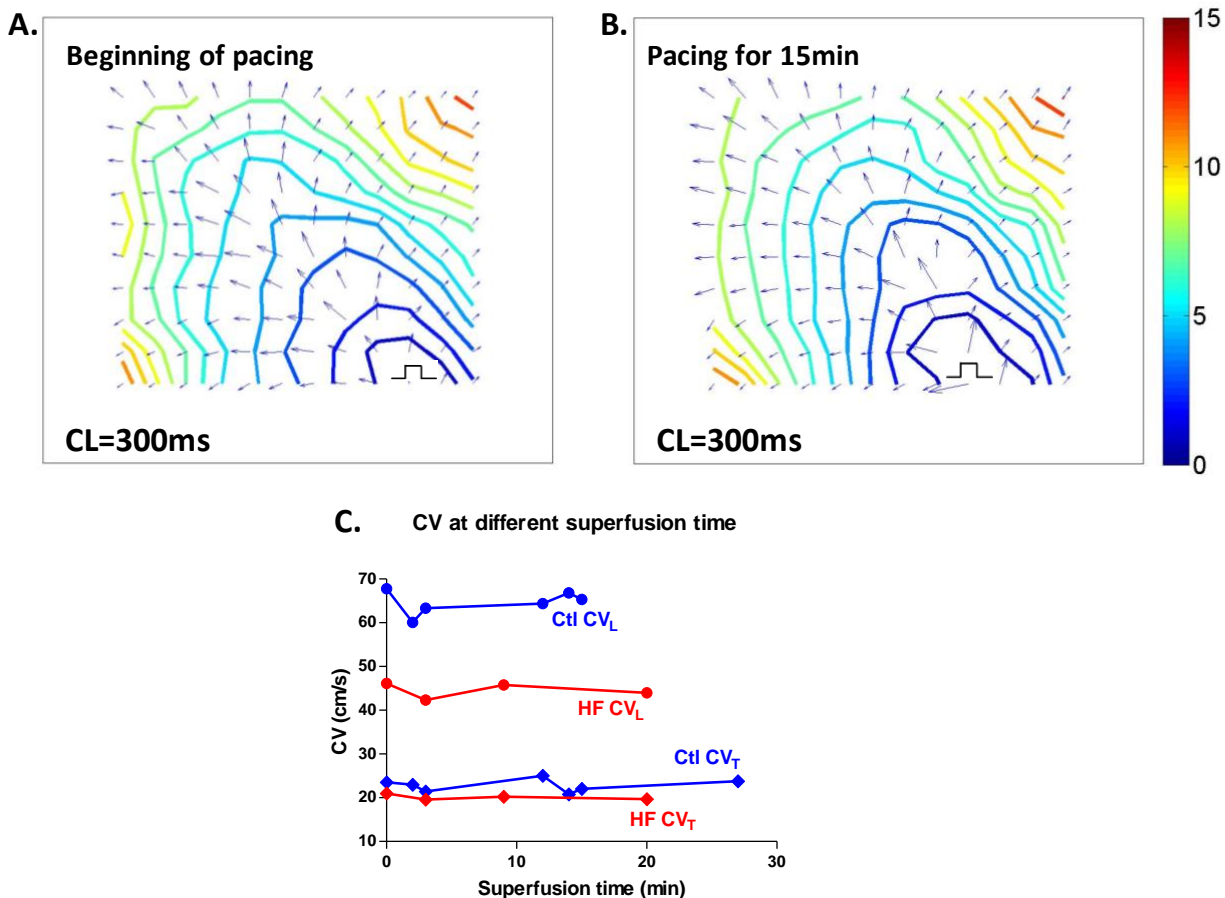 A.
Beginning of pacing
CL=300ms
B.
Pacing for 15min
CL=300ms
15
10
5
0
C.
CV at different superfusion time
CV (cm/s)
70
60
50
40
30
20
10
Ctl CVL
HF CVL
Ctl CVT
HF CVT
0
10
20
30
Superfusion time (min)